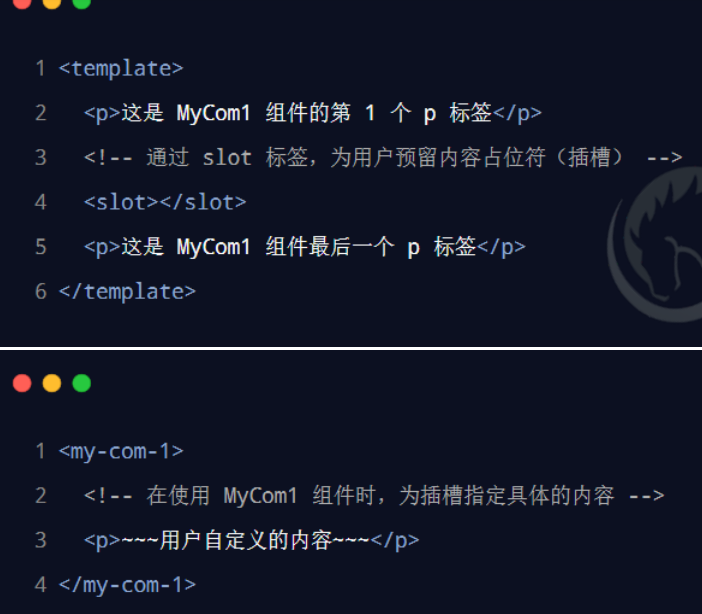 1 <template>
2 <p>这是 MyCom1 组件的第 1 个 p 标签</p>
3 <!-- 通过 slot 标签，为用户预留内容占位符（插槽） -->
4 <slot></slot>
5 <p>这是 MyCom1 组件最后一个 p 标签</p>
6 </template>
1 <my-com-1>
2 <!-- 在使用 MyCom1 组件时，为插槽指定具体的内容 -->
3 <p>~~~用户自定义的内容~~~</p>
4 </my-com-1>